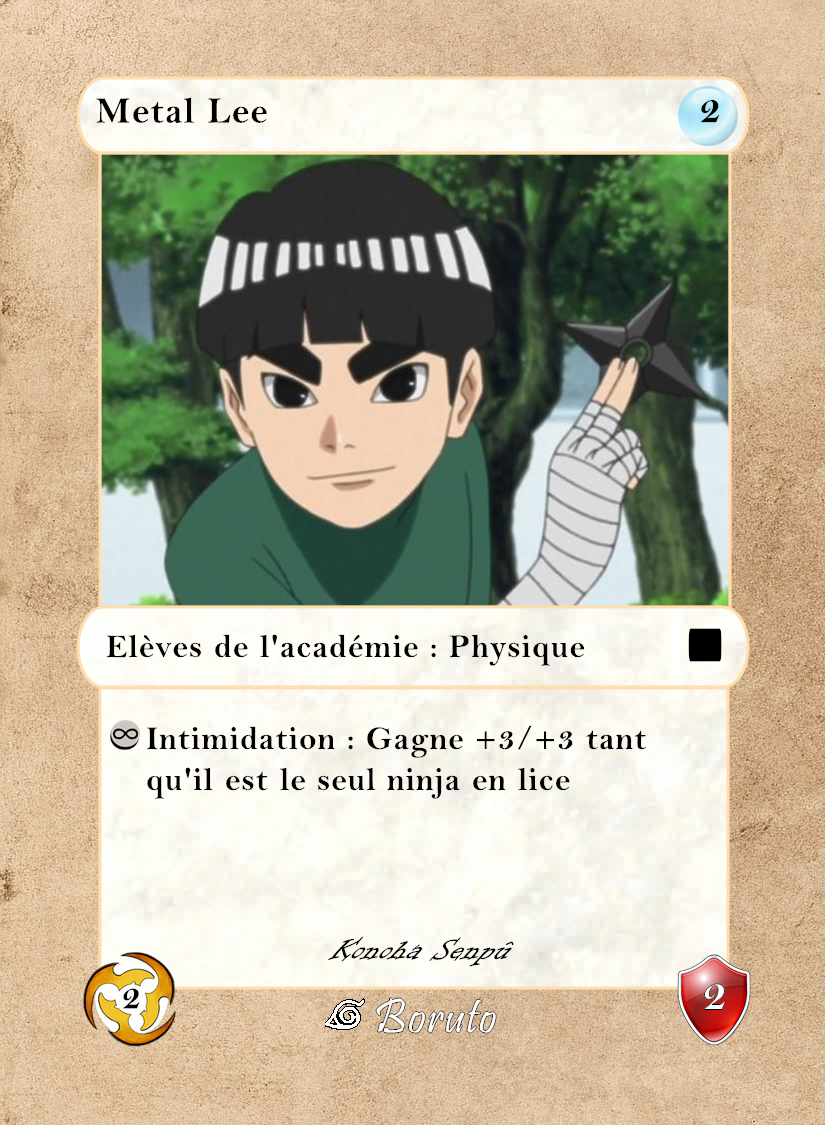 Metal Lee
2
Elèves de l'académie : Physique
Intimidation : Gagne +3/+3 tant
qu'il est le seul ninja en lice
Konoha Senpû
2
Boruto
2